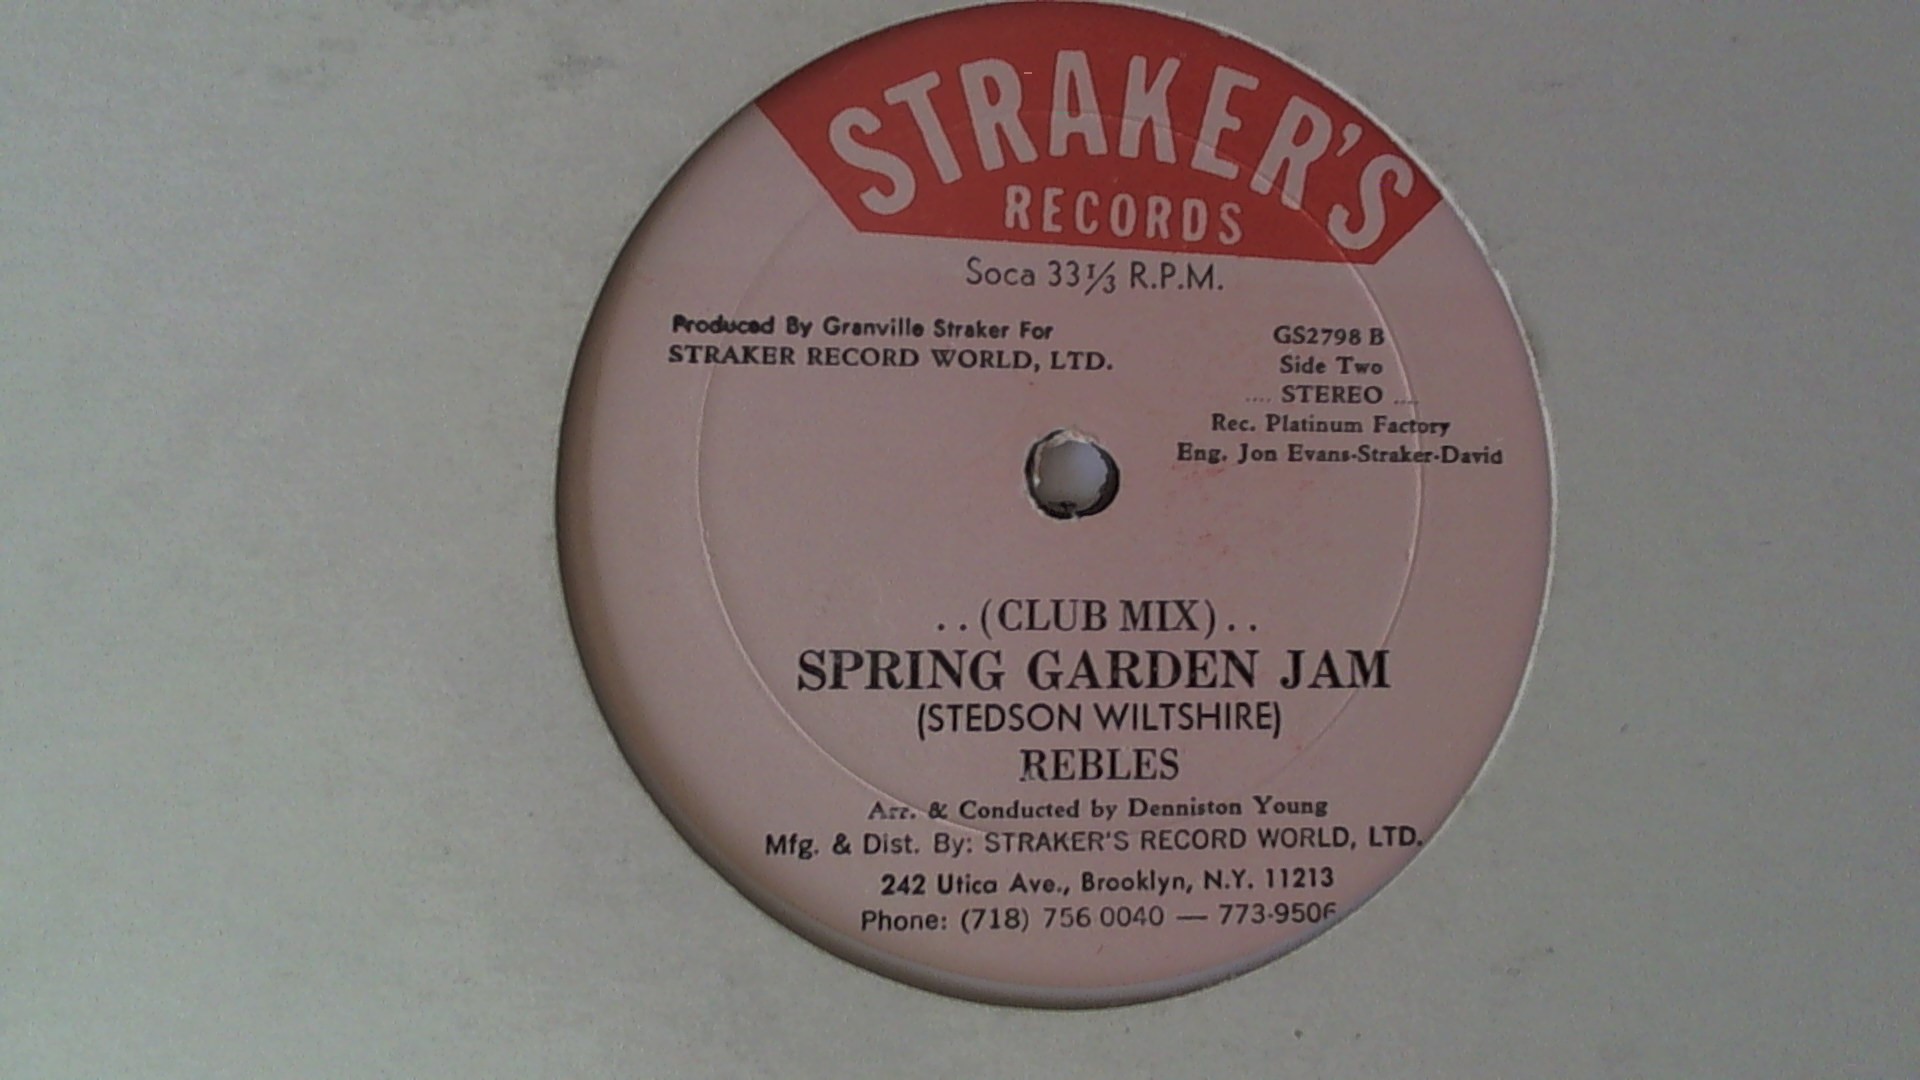 STRAKER'S
RECORDS
Soca 33 1/3 R.P.M.
Produced By Granville Straker For
STRAKER RECORD WORLD, LTD.
GS2798 B
Side Two
.... STEREO ....
Rec. Platinum Factory
Eng. Jon Evans-Straker-David
. . (CLUB MIX) . .
SPRING GARDEN JAM
(STEDSON WILTSHIRE)
REBLES
Arr. & Conducted by Denniston Young
Mfg. & Dist. By: STRAKER'S RECORD WORLD, LTD.
242 Utica Ave., Brooklyn, N.Y. 11213
Phone: (718) 756 0040 — 773-9506